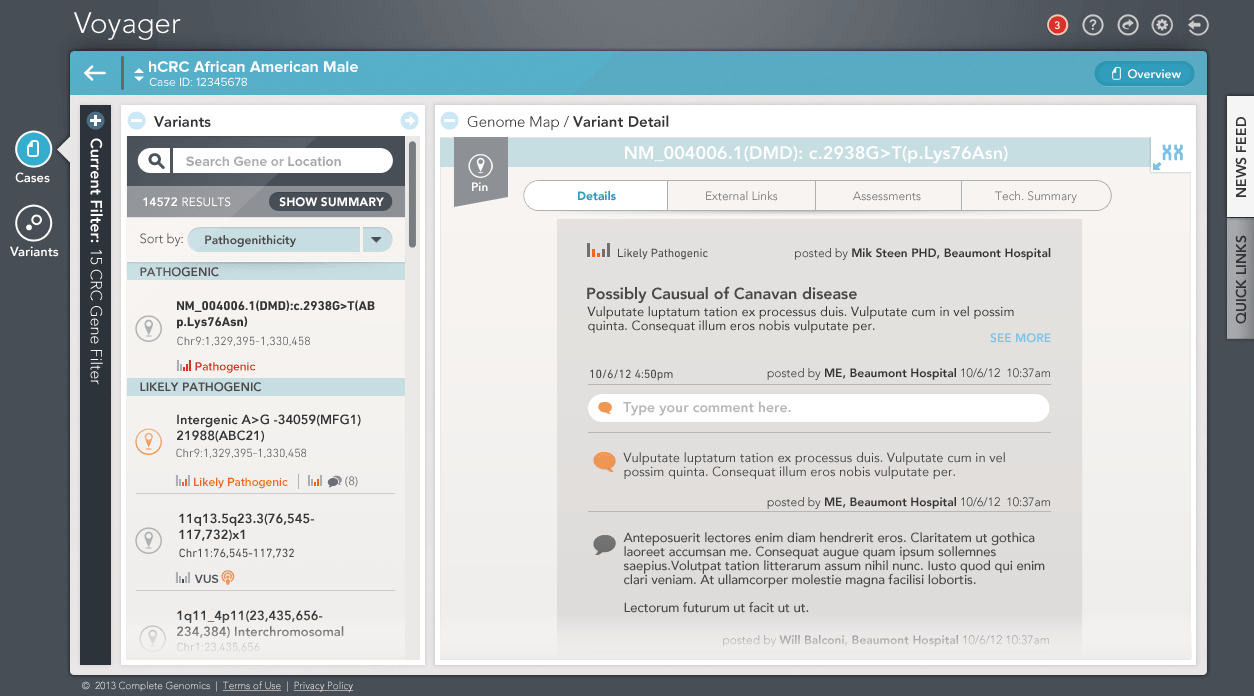 Voyager
3
?
hCRC African American Male
Case ID: 12345678
Overview
Cases
Variants
Current Filter: 15 CRC Gene Filter
Variants
Search Gene or Location
14572 RESULTS
SHOW SUMMARY
Sort by:
Pathogenithicity
PATHOGENIC
NM_004006.1(DMD):c.2938G>T(AB
p.Lys76Asn)
Chr9:1,329,395-1,330,458
Pathogenic
LIKELY PATHOGENIC
Intergenic A>G -34059(MFG1)
21988(ABC21)
Chr9:1,329,395-1,330,458
Likely Pathogenic | (8)
11q13.5q23.3(76,545-
117,732)x1
Chr11:76,545-117,732
VUS
1q11_4p11(23,435,656-
234,384) Interchromosomal
Chr1:23,435,656
Genome Map / Variant Detail
Pin
NM_004006.1(DMD): c.2938G>T(p.Lys76Asn)
XX
Details
External Links
Assessments
Tech. Summary
Likely Pathogenic
posted by Mik Steen PHD, Beaumont Hospital
Possibly Causual of Canavan disease
Vulputate luptatum tation ex processus duis. Vulputate cum in vel possim
quinta. Consequat illum eros nobis vulputate per.
SEE MORE
10/6/12 4:50pm
posted by ME, Beaumont Hospital 10/6/12 10:37am
Type your comment here.
Vulputate luptatum tation ex processus duis. Vulputate cum in vel
possim quinta. Consequat illum eros nobis vulputate per.
posted by ME, Beaumont Hospital 10/6/12 10:37am
Anteposuerit lectores enim diam hendrerit eros. Claritatem ut gothica
laoreet accumsan me. Consequat augue quam ipsum sollemnes
saepius.Volutpat tation litterarum assum nihil nunc. Iusto quod qui enim
clari veniam. At ullamcorper molestie magna facilisi lobortis.
Lectorum futurum ut facit ut ut.
posted by Will Balconi, Beaumont Hospital 10/6/12 10:37am
NEWS FEED
QUICK LINKS
© 2013 Complete Genomics | Terms of Use | Privacy Policy